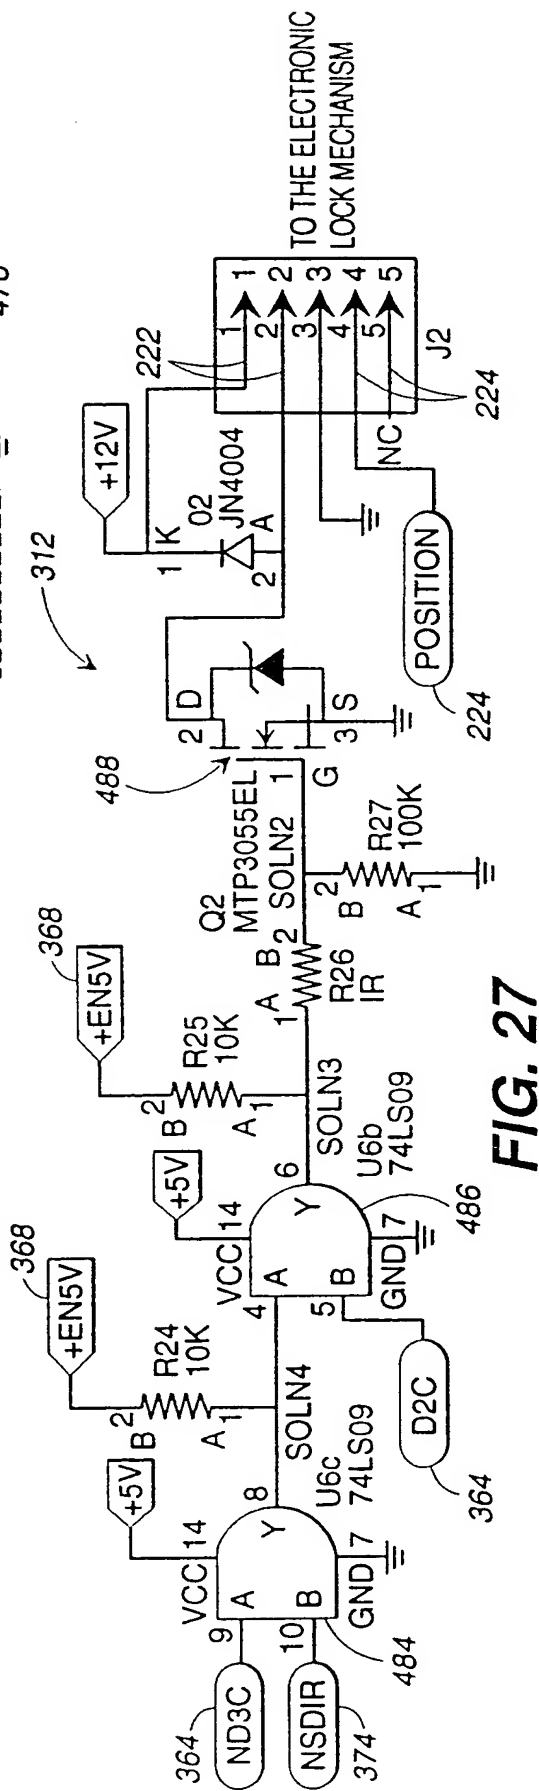 312
+12V
222
1 K
02
JN4004
2 A
1 1
2 2
3 3
4 4
5 5
NC
J2
224
TO THE ELECTRONIC
LOCK MECHANISM
POSITION
224
488
2 D
1 G
3 S
Q2
MTP3055EL
SOLN2
2
B
R27
100K
A
1
A B
1 2
R26
IR
368
+EN5V
2
B
R25
10K
A
1
SOLN3
U6b
74LS09
+5V
VCC 14
4 A
5 B
Y 6
GND 7
486
D2C
364
368
+EN5V
2
B
R24
10K
A
1
SOLN4
U6c
74LS09
+5V
VCC 14
9 A
10 B
Y 8
GND 7
484
364
ND3C
NSDIR
374
FIG. 27